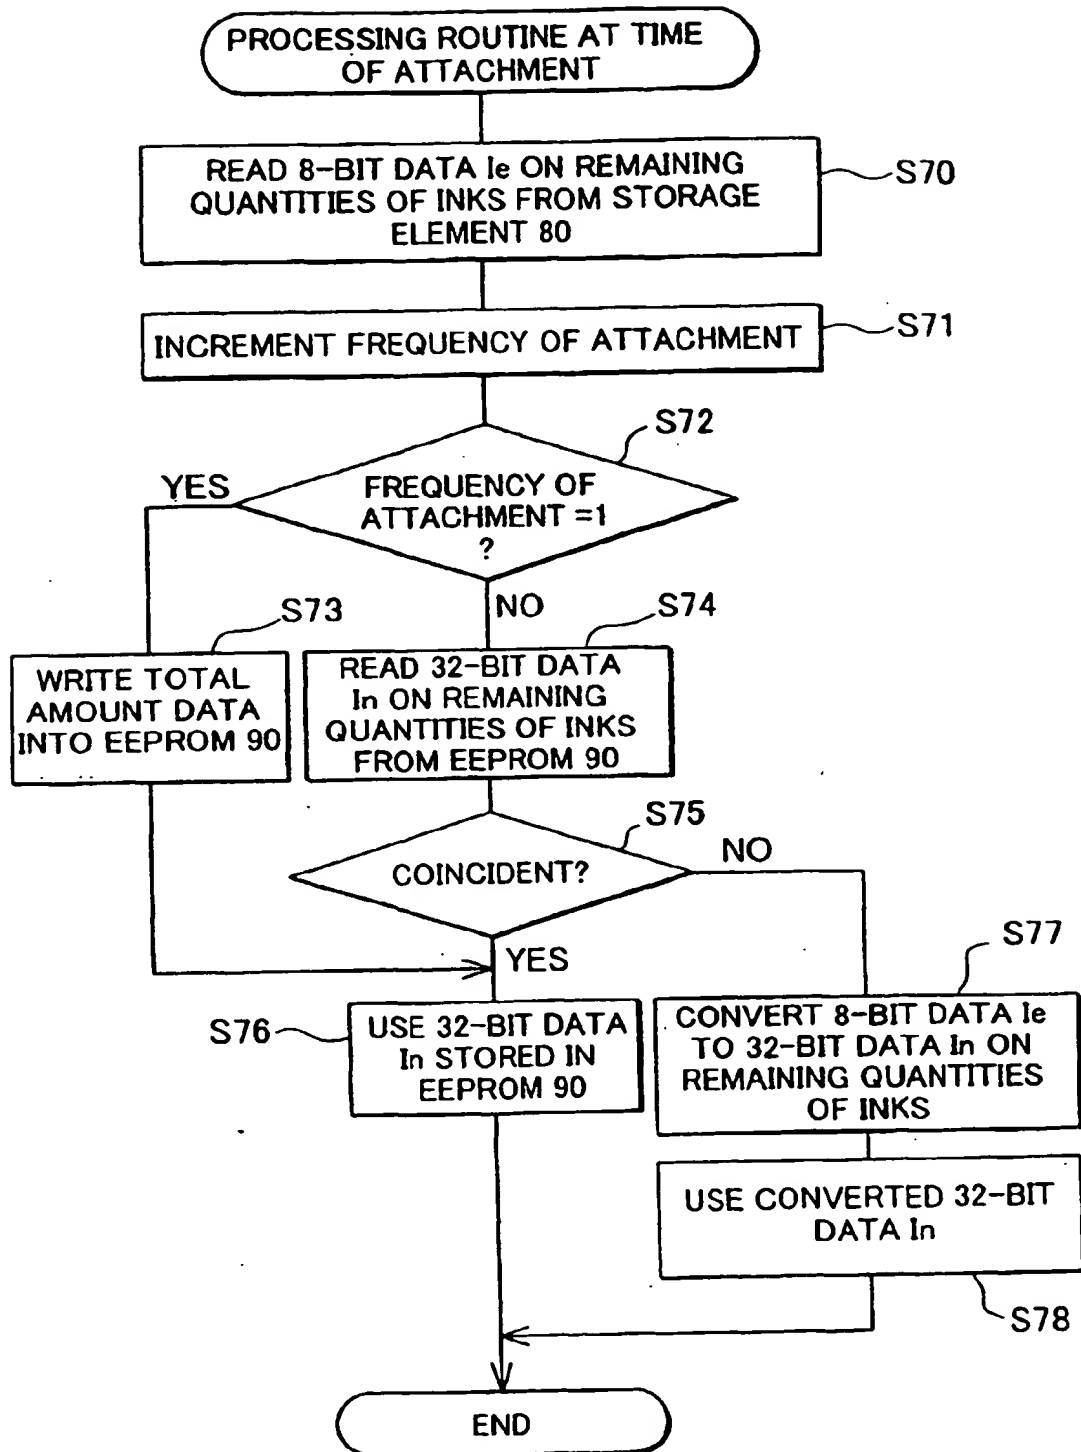 PROCESSING ROUTINE AT TIME
OF ATTACHMENT
READ 8-BIT DATA Ie ON REMAINING
QUANTITIES OF INKS FROM STORAGE
ELEMENT 80
S70
INCREMENT FREQUENCY OF ATTACHMENT
S71
S72
FREQUENCY OF
ATTACHMENT =1
?
YES
NO
S73
WRITE TOTAL
AMOUNT DATA
INTO EEPROM 90
S74
READ 32-BIT DATA
In ON REMAINING
QUANTITIES OF INKS
FROM EEPROM 90
S75
COINCIDENT?
NO
YES
S76
USE 32-BIT DATA
In STORED IN
EEPROM 90
S77
CONVERT 8-BIT DATA Ie
TO 32-BIT DATA In ON
REMAINING QUANTITIES
OF INKS
USE CONVERTED 32-BIT
DATA In
S78
END